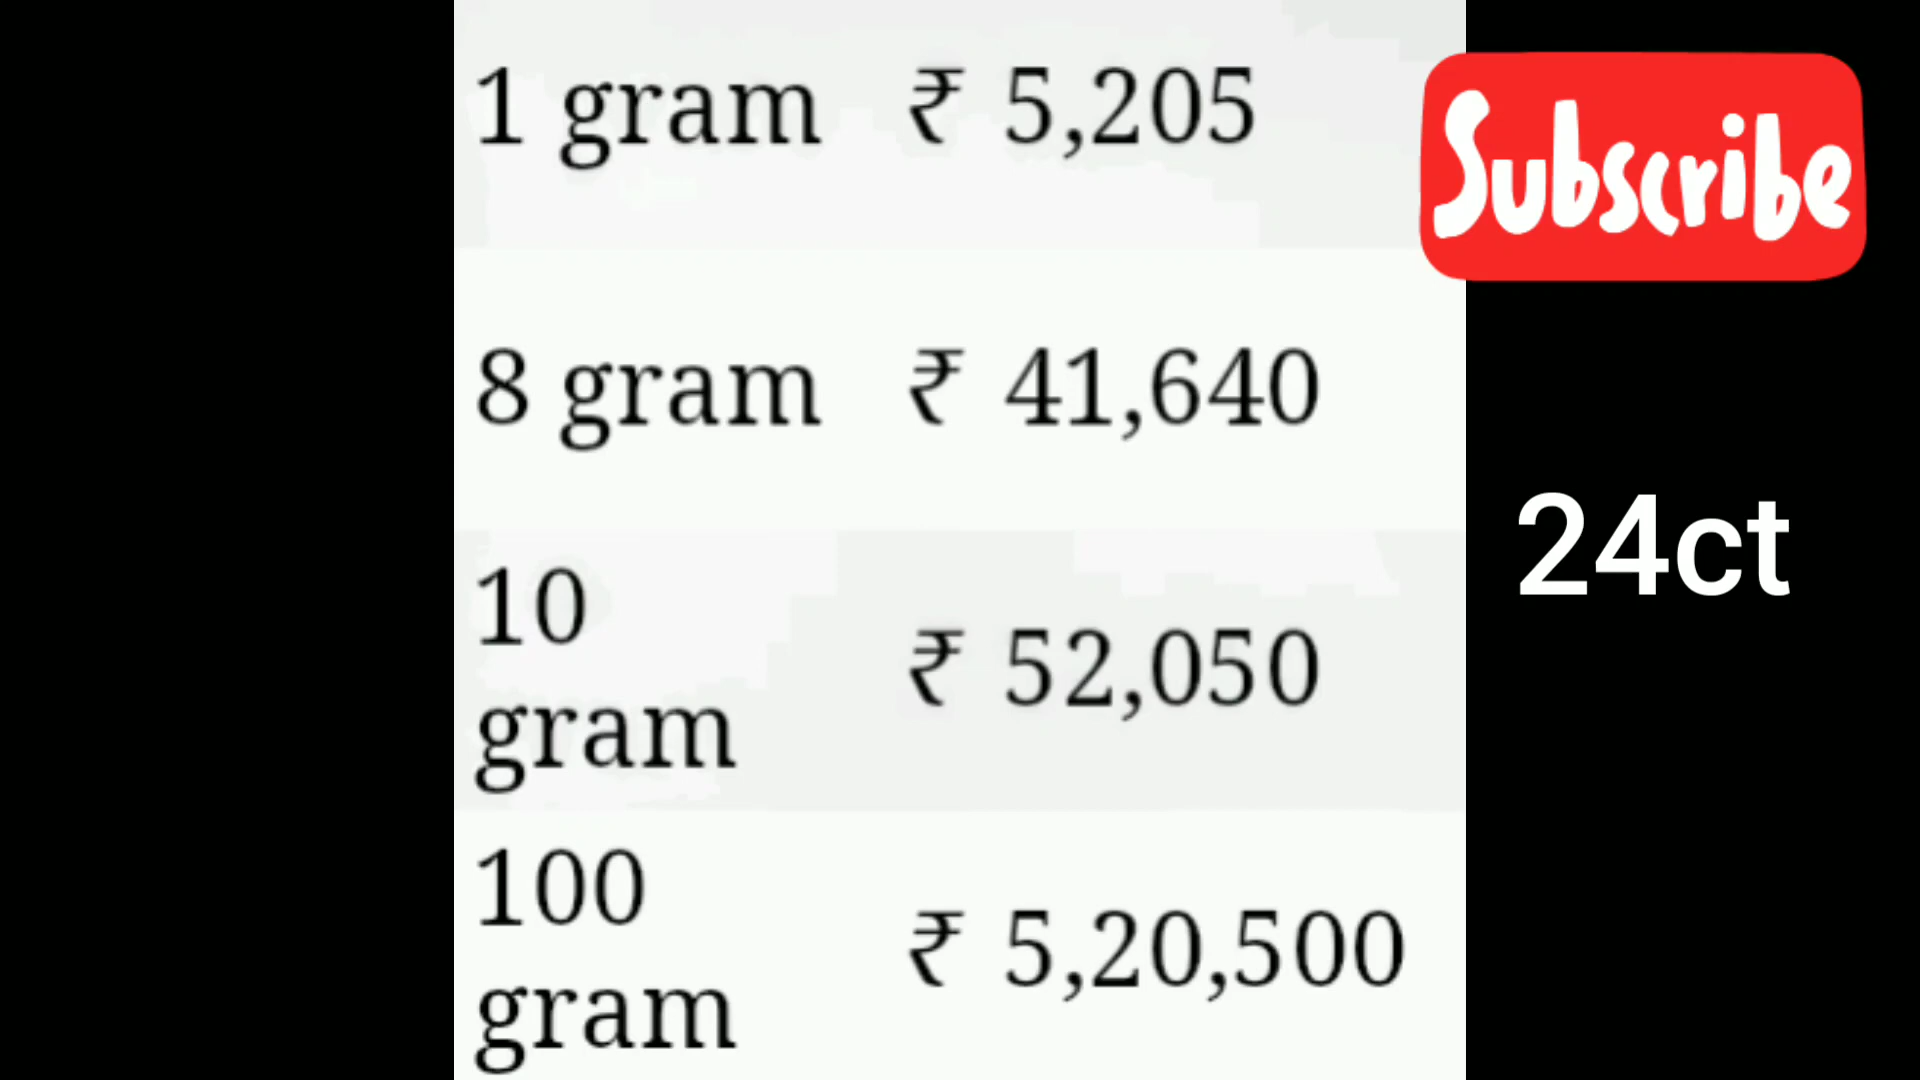 1 gram ₹ 5,205
Subscribe
8 gram ₹ 41,640
24ct
10
gram ₹ 52,050
100
gram ₹ 5,20,500